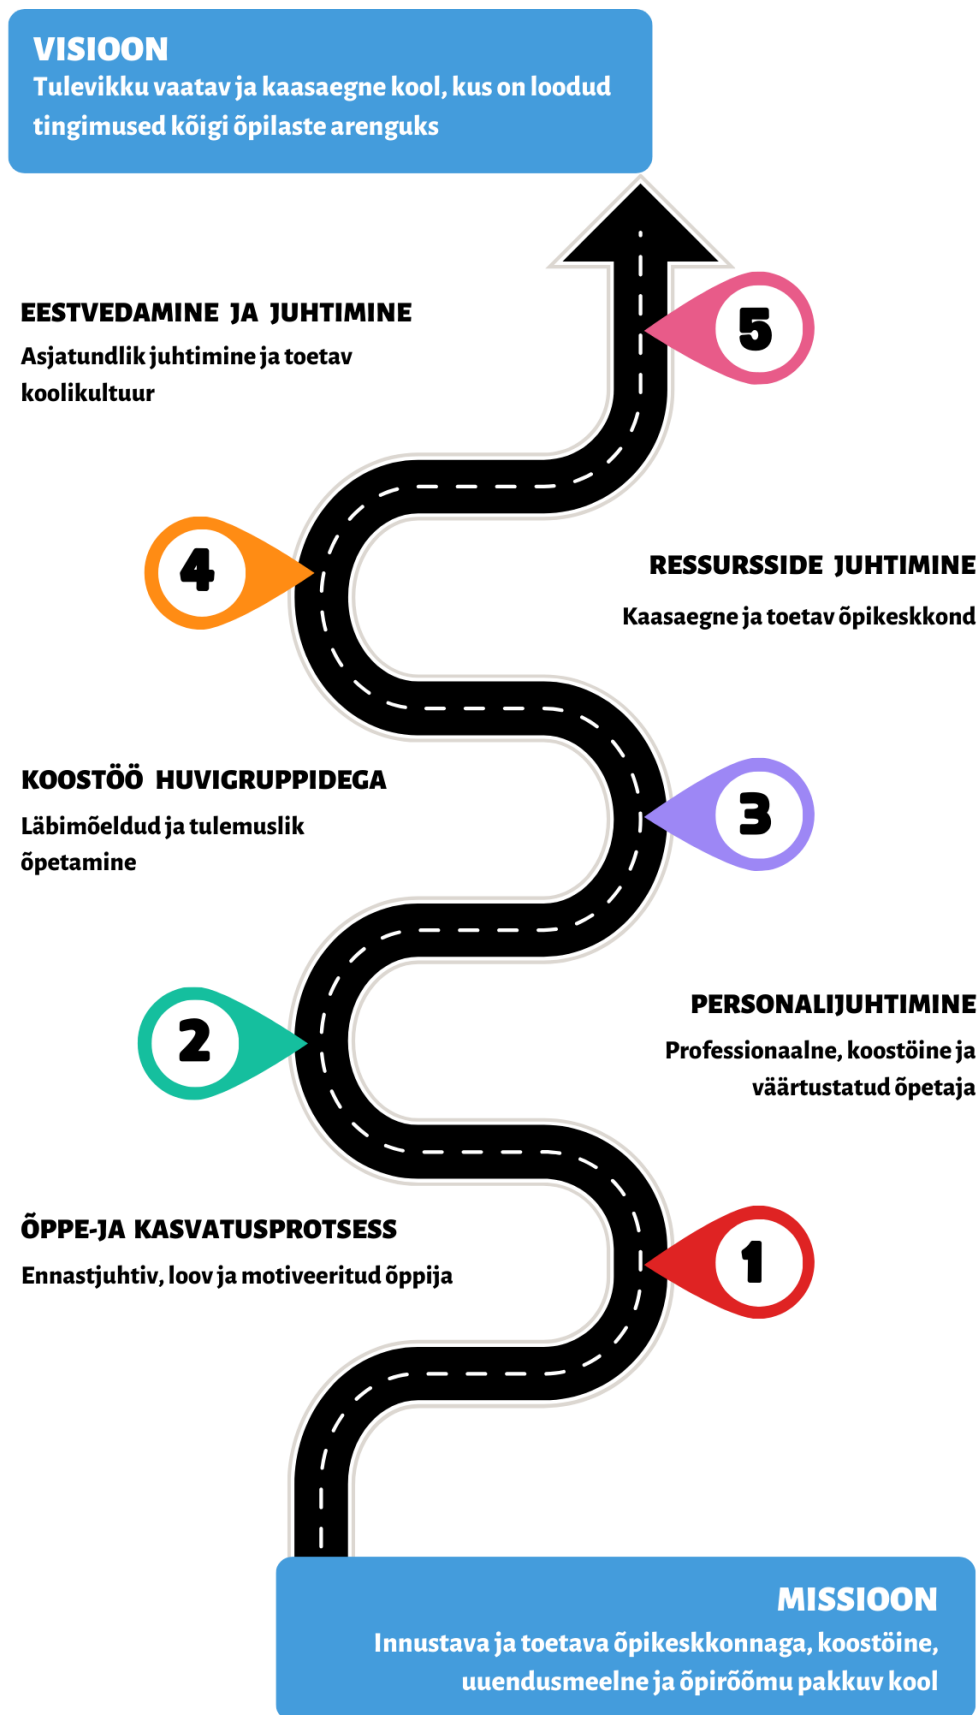 VISIOON
Tulevikku vaatav ja kaasaegne kool, kus on loodud
tingimused kõigi õpilaste arenguks
EESTVEDAMINE JA JUHTIMINE
Asjatundlik juhtimine ja toetav
koolikultuur
5
4
RESSURSSIDE JUHTIMINE
Kaasaegne ja toetav õpikeskkond
KOOSTÖÖ HUVIGRUPPIDEGA
Läbimõeldud ja tulemuslik
õpetamine
3
2
PERSONALIJUHTIMINE
Professionaalne, koostöine ja
väärtustatud õpetaja
ÕPPE-JA KASVATUSPROTSESS
Ennastjuhtiv, loov ja motiveeritud õppija
1
MISSIOON
Innustava ja toetava õpikeskkonnaga, koostöine,
uuendusmeelne ja õpirõõmu pakkuv kool